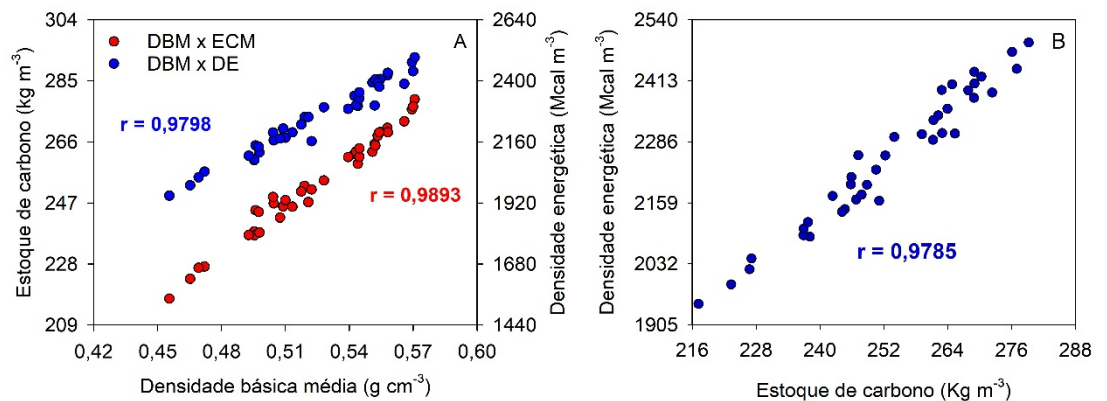 A
DBM x ECM
DBM x DE
r = 0,9798
r = 0,9893
Estoque de carbono (kg m-3)
304
285
266
247
228
209
Densidade energética (Mcal m-3)
2640
2400
2160
1920
1680
1440
0,42 0,45 0,48 0,51 0,54 0,57 0,60
Densidade básica média (g cm-3)
B
r = 0,9785
Densidade energética (Mcal m-3)
2540
2413
2286
2159
2032
1905
216 228 240 252 264 276 288
Estoque de carbono (Kg m-3)